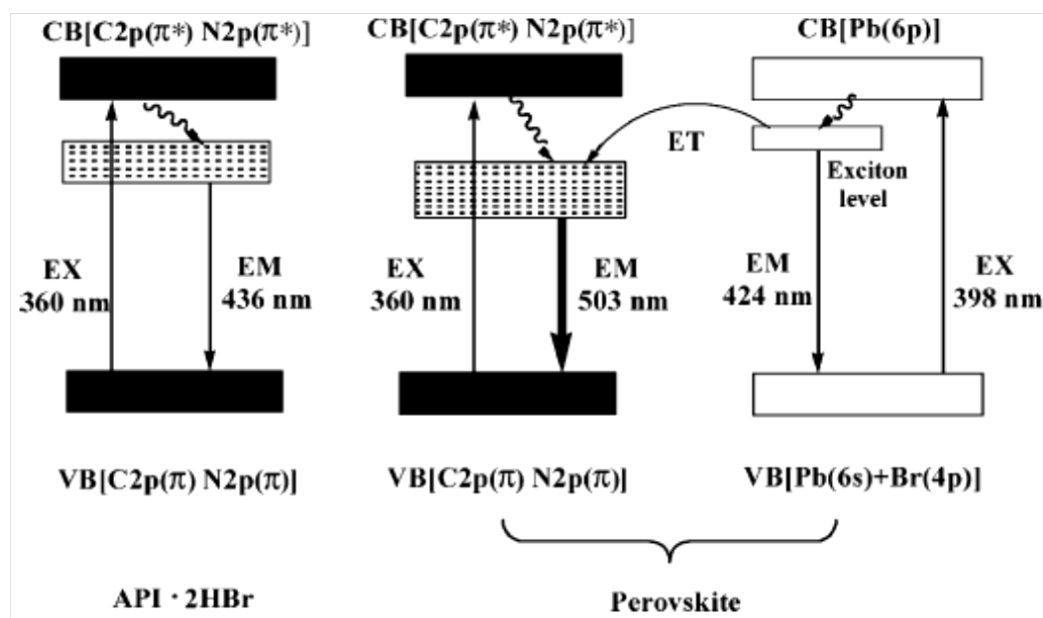 CB[C2p(π*) N2p(π*)]
CB[C2p(π*) N2p(π*)]
CB[Pb(6p)]
ET
Exciton
level
EX
360 nm
EM
436 nm
EX
360 nm
EM
503 nm
EM
424 nm
EX
398 nm
VB[C2p(π) N2p(π)]
VB[C2p(π) N2p(π)]
VB[Pb(6s)+Br(4p)]
API · 2HBr
Perovskite